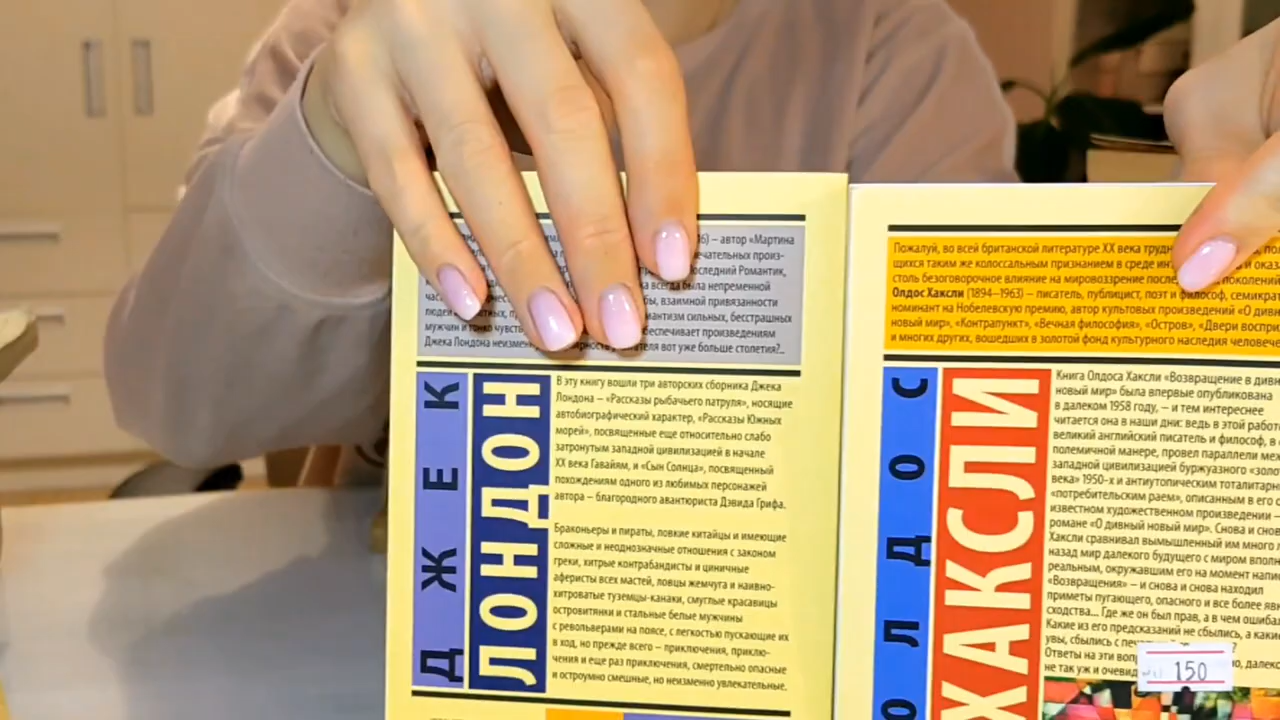 16) – автор «Мартина
произ-
Последний Романтик,
всегда была непременной
взаимной привязанности
сильных, бесстрашных
мужчин и тонко чувств обеспечивает произведениям
Джека Лондона вот уже больше столетия?..
ДЖЕК
ЛОНДОН
В эту книгу вошли три авторских сборника Джека
Лондона – «Рассказы рыбачьего патруля», носящие
автобиографический характер, «Рассказы Южных
морей», посвященные еще относительно слабо
затронутым западной цивилизацией в начале
XX века Гавайям, и «Сын Солнца», посвященный
похождениям одного из любимых персонажей
автора – благородного авантюриста Дэвида Грифа.
Браконьеры и пираты, ловкие китайцы и имеющие
сложные и неоднозначные отношения с законом
греки, хитрые контрабандисты и циничные
аферисты всех мастей, ловцы жемчуга и наивно-
хитроватые туземцы-канаки, смуглые красавицы
островитянки и стальные белые мужчины
с револьверами на поясе, с легкостью пускающие их
в ход, но прежде всего – приключения, приклю-
чения и еще раз приключения, смертельно опасные
и остроумно смешные, но неизменно увлекательные.
Пожалуй, во всей британской литературе XX века
щихся таким же колоссальным признанием в среде и оказа
столь безоговорочное влияние на мировоззрение поколений
Олдос Хаксли (1894–1963) – писатель, публицист, поэт и философ, семикрат
номинант на Нобелевскую премию, автор культовых произведений «О дивн
новый мир», «Контрапункт», «Вечная философия», «Остров», «Двери воспри
и многих других, вошедших в золотой фонд культурного наследия человече
ОЛДОС
ХАКСЛИ
Книга Олдоса Хаксли «Возвращение в дивн
новый мир» была впервые опубликована
в далеком 1958 году, – и тем интереснее
читается она в наши дни: ведь в этой работ
великий английский писатель и философ, в
полемичной манере, провел параллели меж
западной цивилизацией буржуазного «золо
века» 1950-х и антиутопическим тоталитарн
«потребительским раем», описанным в его с
известном художественном произведении –
романе «О дивный новый мир». Снова и снов
Хаксли сравнивал вымышленный им много л
назад мир далекого будущего с миром вполн
реальным, окружавшим его на момент напи
«Возвращения» – и снова и снова находил
приметы пугающего, опасного и все более явн
сходства... Где же он был прав, а в чем ошиба
Какие из его предсказаний не сбылись, а каки
увы, сбылись с
Ответы на эти далеко
не так уж и очевид
150